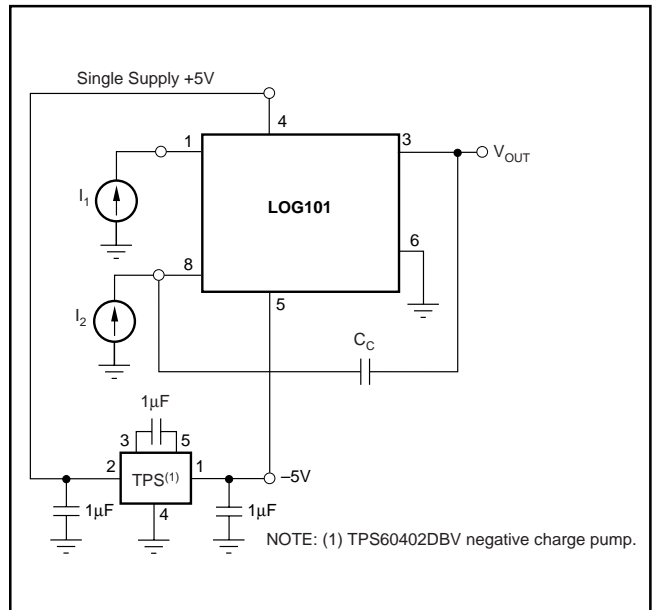 Single Supply +5V
4
1
3
V_OUT
I_1
LOG101
6
8
5
I_2
C_C
1μF
3
5
2
TPS(1)
1
–5V
1μF
4
1μF
NOTE: (1) TPS60402DBV negative charge pump.